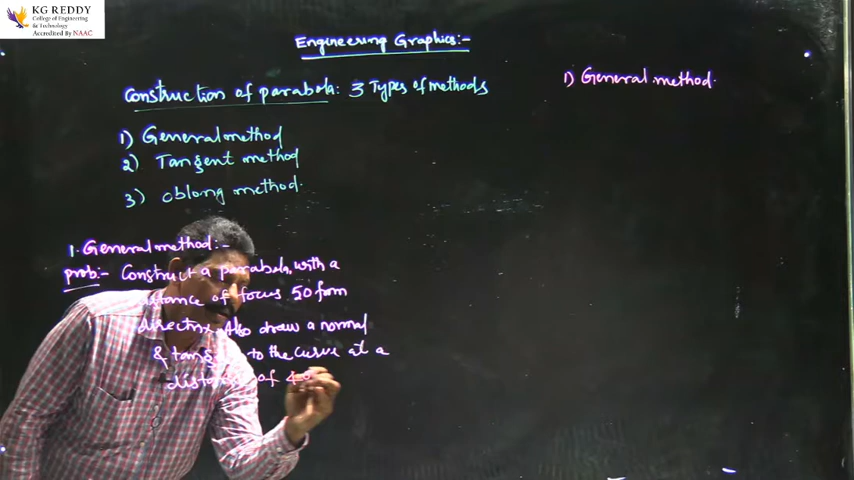 KG REDDY
College of Engineering
& Technology
Accredited By NAAC
Engineering Graphics:-
Construction of parabola: 3 Types of methods
1) General method
2) Tangent method
3) oblong method.
1. General method:-
prob:- Construct a parabola, with a
distance of focus 50 form
directrix. Also draw a normal
& to the curve at a
of
1) General method.